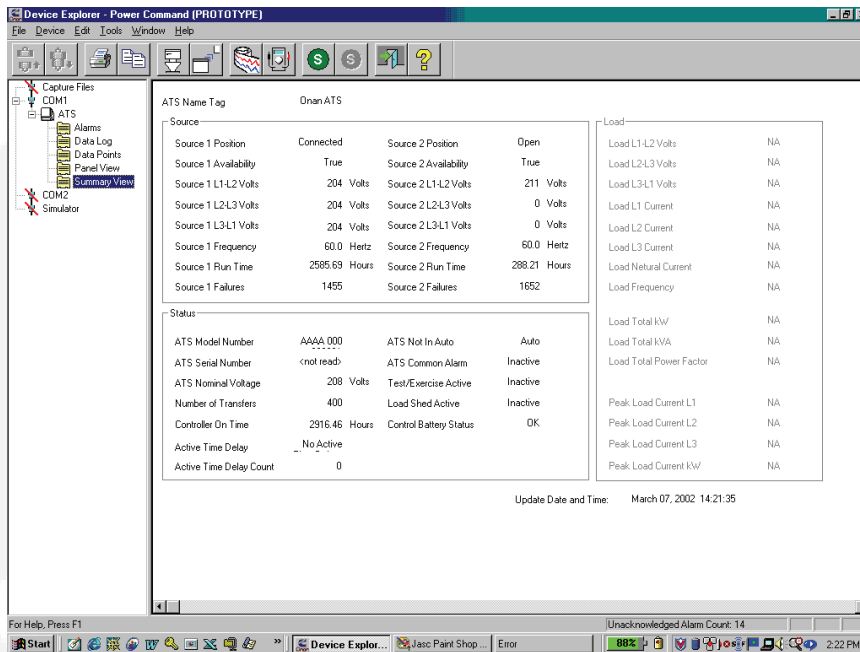 Device Explorer - Power Command (PROTOTYPE)
File Device Edit Tools Window Help
Capture Files
COM1
ATS
Alarms
Data Log
Data Points
Panel View
Summary View
COM2
Simulator
ATS Name Tag Onan ATS
Source
Source 1 Position Connected Source 2 Position Open
Source 1 Availability True Source 2 Availability True
Source 1 L1-L2 Volts 204 Volts Source 2 L1-L2 Volts 211 Volts
Source 1 L2-L3 Volts 204 Volts Source 2 L2-L3 Volts 0 Volts
Source 1 L3-L1 Volts 204 Volts Source 2 L3-L1 Volts 0 Volts
Source 1 Frequency 60.0 Hertz Source 2 Frequency 60.0 Hertz
Source 1 Run Time 2585.69 Hours Source 2 Run Time 288.21 Hours
Source 1 Failures 1455 Source 2 Failures 1652
Status
ATS Model Number AAAA 000 ATS Not In Auto Auto
ATS Serial Number <not read> ATS Common Alarm Inactive
ATS Nominal Voltage 208 Volts Test/Exercise Active Inactive
Number of Transfers 400 Load Shed Active Inactive
Controller On Time 2916.46 Hours Control Battery Status OK
Active Time Delay No Active
Active Time Delay Count 0
Load
Load L1-L2 Volts NA
Load L2-L3 Volts NA
Load L3-L1 Volts NA
Load L1 Current NA
Load L2 Current NA
Load L3 Current NA
Load Netural Current NA
Load Frequency NA
Load Total kW NA
Load Total kVA NA
Load Total Power Factor NA
Peak Load Current L1 NA
Peak Load Current L2 NA
Peak Load Current L3 NA
Peak Load Current kW NA
Update Date and Time: March 07, 2002 14:21:35
For Help, Press F1
Unacknowledged Alarm Count: 14
Start
Device Explor...
Jasc Paint Shop ...
Error
88%
2:22 PM